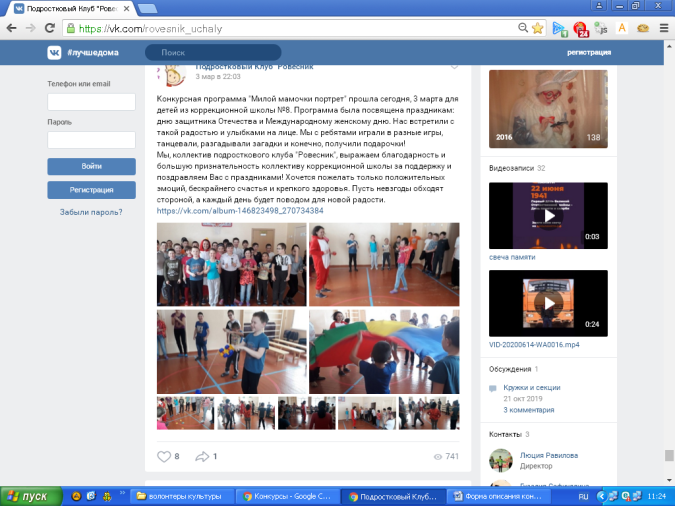 Подростковый Клуб "Ровес
https://vk.com/rovesnik_uchaly
24
#лучшедома
Поиск
регистрация
Телефон или email
Пароль
Войти
Регистрация
Забыли пароль?
Подростковый Клуб "Ровесник"
3 мар в 22:03
Конкурсная программа "Милой мамочки портрет" прошла сегодня, 3 марта для
детей из коррекционной школы №8. Программа была посвящена праздникам:
дню защитника Отечества и Международному женскому дню. Нас встретили с
такой радостью и улыбками на лице. Мы с ребятами играли в разные игры,
танцевали, разгадывали загадки и конечно, получили подарочки!
Мы, коллектив подросткового клуба "Ровесник", выражаем благодарность и
большую признательность коллективу коррекционной школы за поддержку и
поздравляем Вас с праздниками! Хочется пожелать только положительных
эмоций, бескрайнего счастья и крепкого здоровья. Пусть невзгоды обходят
стороной, а каждый день будет поводом для новой радости.
https://vk.com/album-146823498_270734384
8
1
741
2016
138
Видеозаписи 32
22 июня
1941
0:03
свеча памяти
0:24
VID-20200614-WA0016.mp4
Обсуждения 1
Кружки и секции
21 окт 2019
3 комментария
Контакты 3
Люция Равилова
Директор
пуск
волонтеры культуры
Конкурсы - Google C...
Подростковый Клуб...
Форма описания кон...
RU
11:24